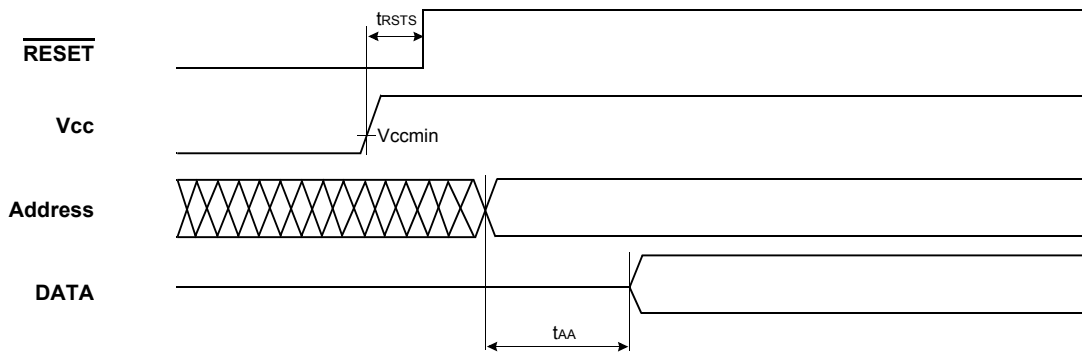 tRSTS
RESET
Vcc
Vccmin
Address
DATA
tAA